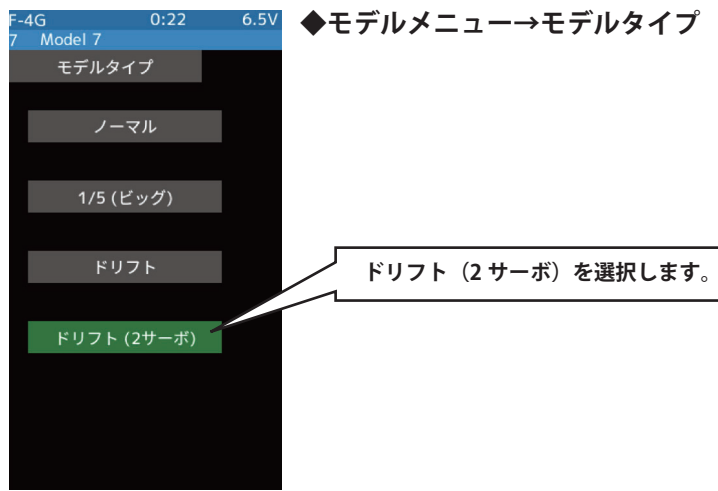 F-4G 0:22 6.5V
7 Model 7
◆モデルメニュー→モデルタイプ
モデルタイプ
ノーマル
1/5 (ビッグ)
ドリフト
ドリフト（2 サーボ）を選択します。
ドリフト (2サーボ)